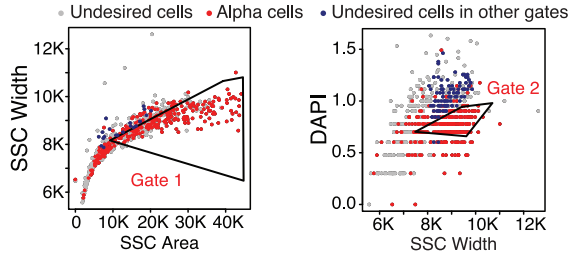 Undesired cells Alpha cells Undesired cells in other gates
SSC Width
12K
10K
8K
6K
Gate 1
0 10K 20K 30K 40K
SSC Area
DAPI
1.5
1.0
0.5
0.0
Gate 2
6K 8K 10K 12K
SSC Width